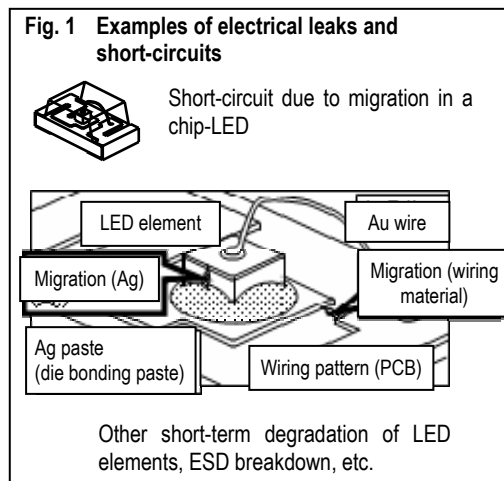 Fig. 1 Examples of electrical leaks and
short-circuits
Short-circuit due to migration in a
chip-LED
LED element
Au wire
Migration (Ag)
Migration (wiring
material)
Ag paste
(die bonding paste)
Wiring pattern (PCB)
Other short-term degradation of LED
elements, ESD breakdown, etc.